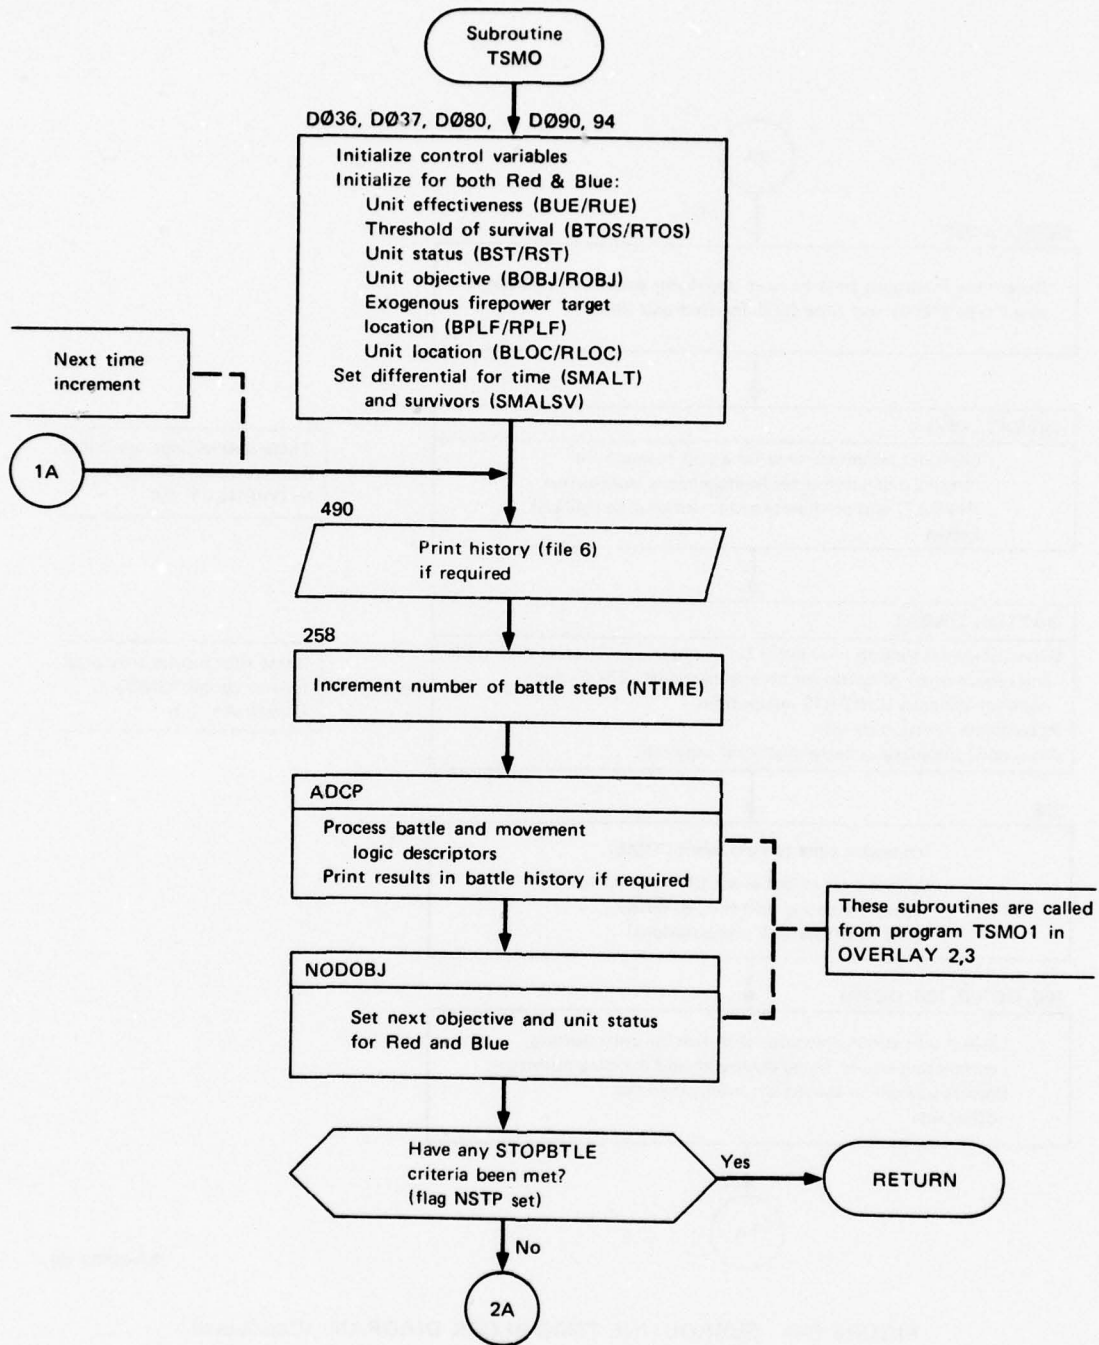 Subroutine
TSMO
DØ36, DØ37, DØ80, DØ90, 94
Initialize control variables
Initialize for both Red & Blue:
Unit effectiveness (BUE/RUE)
Threshold of survival (BTOS/RTOS)
Unit status (BST/RST)
Unit objective (BOBJ/ROBJ)
Exogenous firepower target
location (BPLF/RPLF)
Unit location (BLOC/RLOC)
Set differential for time (SMALT)
and survivors (SMALSV)
Next time
increment
1A
490
Print history (file 6)
if required
258
Increment number of battle steps (NTIME)
ADCP
Process battle and movement
logic descriptors
Print results in battle history if required
These subroutines are called
from program TSMO1 in
OVERLAY 2,3
NODOBJ
Set next objective and unit status
for Red and Blue
Have any STOPBTLE
criteria been met?
(flag NSTP set)
Yes
RETURN
No
2A